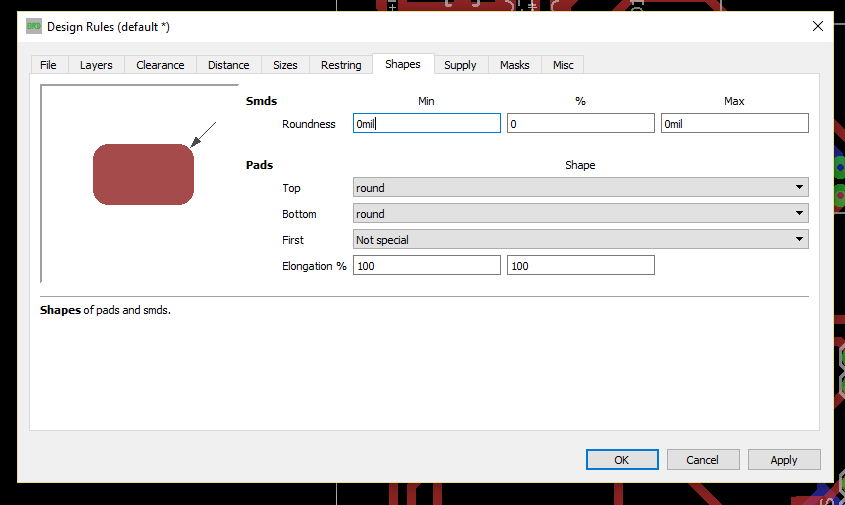 BRD Design Rules (default *)
File Layers Clearance Distance Sizes Restring Shapes Supply Masks Misc
Smds Min % Max
Roundness 0mil 0 0mil
Pads Shape
Top round
Bottom round
First Not special
Elongation % 100 100
Shapes of pads and smds.
OK Cancel Apply